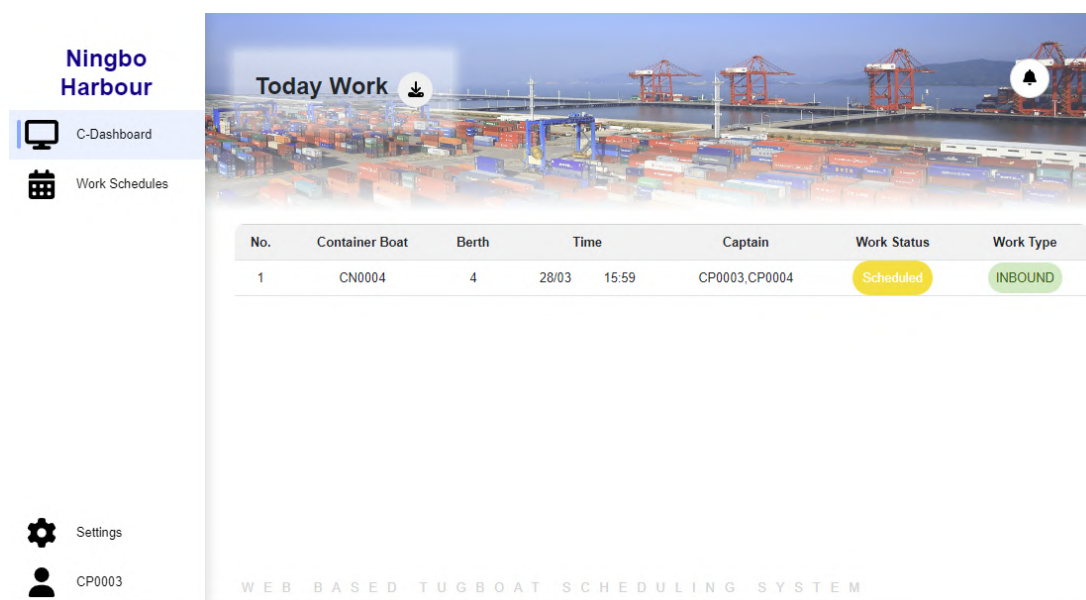 Ningbo
Harbour
C-Dashboard
Work Schedules
Settings
CP0003
Today Work
No. Container Boat Berth Time Captain Work Status Work Type
1 CN0004 4 28/03 15:59 CP0003,CP0004 Scheduled INBOUND
WEB BASED TUGBOAT SCHEDULING SYSTEM